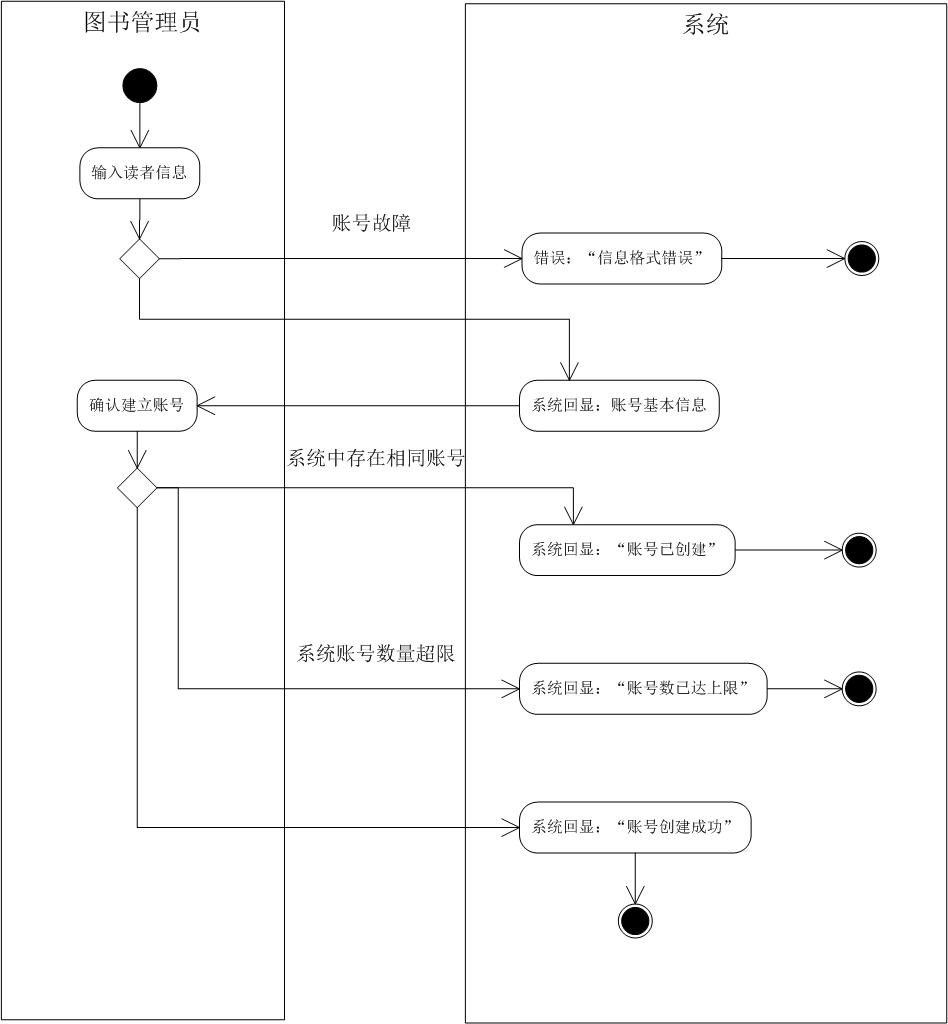 图书管理员
系统
输入读者信息
账号故障
错误：“信息格式错误”
确认建立账号
系统回显：账号基本信息
系统中存在相同账号
系统回显：“账号已创建”
系统账号数量超限
系统回显：“账号数已达上限”
系统回显：“账号创建成功”